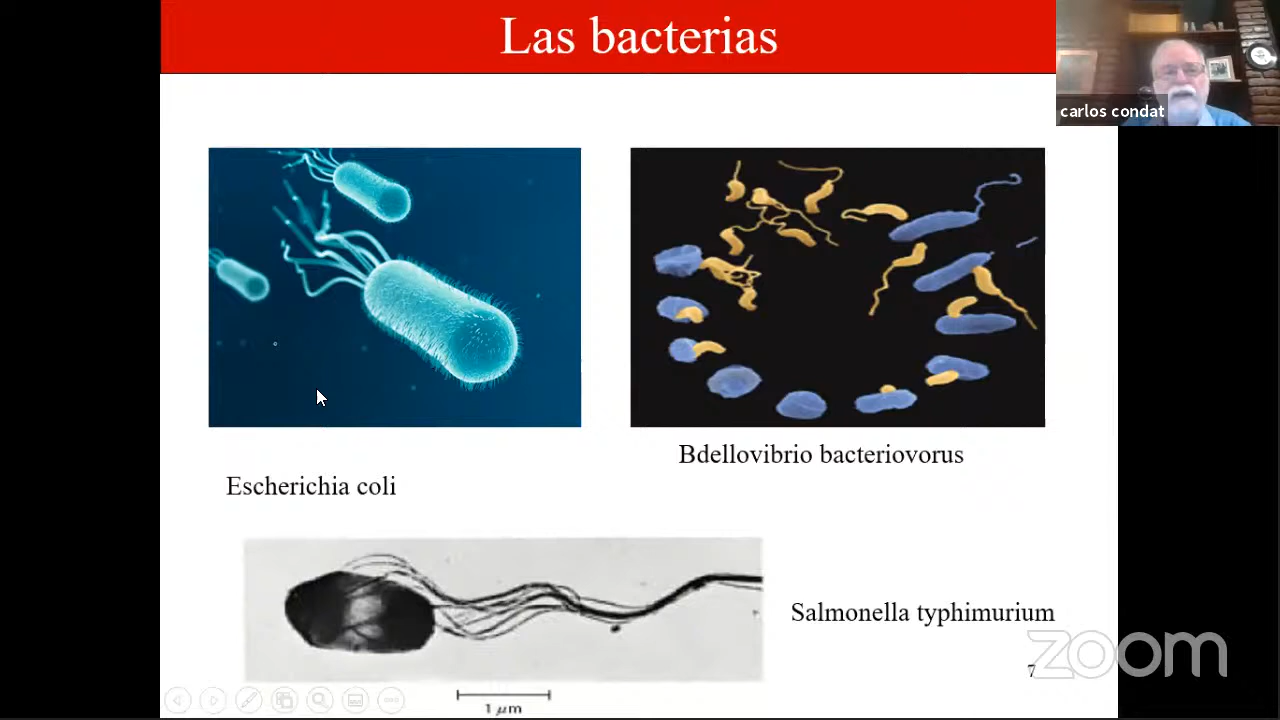 Las bacterias
carlos condat
Bdellovibrio bacteriovorus
Escherichia coli
Salmonella typhimurium
zoom
7
1 μm